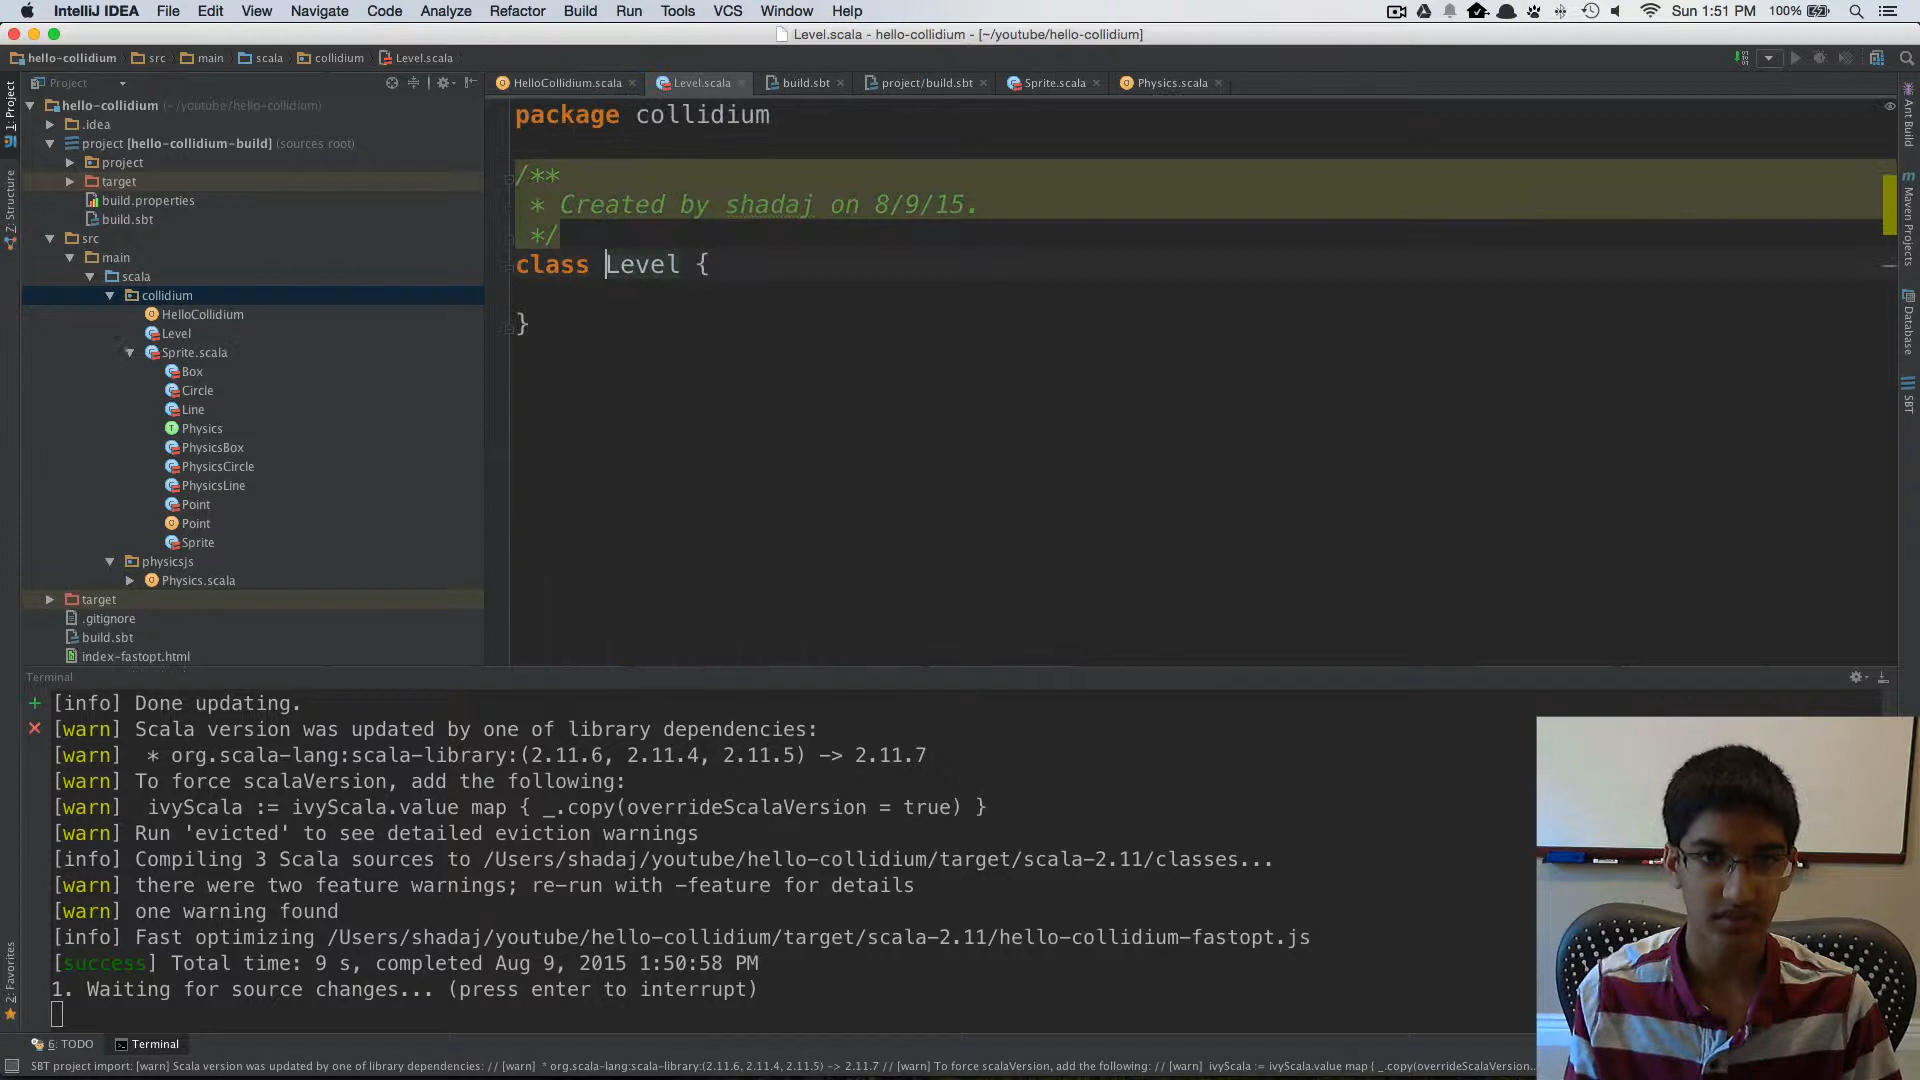 IntelliJ IDEA File Edit View Navigate Code Analyze Refactor Build Run Tools VCS Window Help Sun 1:51 PM 100%
Level.scala - hello-collidium - [~/youtube/hello-collidium]
hello-collidium src main scala collidium Level.scala
Project HelloCollidium.scala Level.scala build.sbt project/build.sbt Sprite.scala Physics.scala
1: Project
Z: Structure
2: Favorites
hello-collidium (~/youtube/hello-collidium)
.idea
project [hello-collidium-build] (sources root)
project
target
build.properties
build.sbt
src
main
scala
collidium
HelloCollidium
Level
Sprite.scala
Box
Circle
Line
Physics
PhysicsBox
PhysicsCircle
PhysicsLine
Point
Point
Sprite
physicsjs
Physics.scala
target
.gitignore
build.sbt
index-fastopt.html
package collidium
/**
* Created by shadaj on 8/9/15.
*/
class Level {
}
Ant Build
Maven Projects
Database
SBT
Terminal
[info] Done updating.
[warn] Scala version was updated by one of library dependencies:
[warn] * org.scala-lang:scala-library:(2.11.6, 2.11.4, 2.11.5) -> 2.11.7
[warn] To force scalaVersion, add the following:
[warn] ivyScala := ivyScala.value map { _.copy(overrideScalaVersion = true) }
[warn] Run 'evicted' to see detailed eviction warnings
[info] Compiling 3 Scala sources to /Users/shadaj/youtube/hello-collidium/target/scala-2.11/classes...
[warn] there were two feature warnings; re-run with -feature for details
[warn] one warning found
[info] Fast optimizing /Users/shadaj/youtube/hello-collidium/target/scala-2.11/hello-collidium-fastopt.js
[success] Total time: 9 s, completed Aug 9, 2015 1:50:58 PM
1. Waiting for source changes... (press enter to interrupt)
6: TODO Terminal
SBT project import: [warn] Scala version was updated by one of library dependencies: // [warn] * org.scala-lang:scala-library:(2.11.6, 2.11.4, 2.11.5) -> 2.11.7 // [warn] To force scalaVersion, add the following: // [warn] ivyScala := ivyScala.value map { _.copy(overrideScalaVersion...